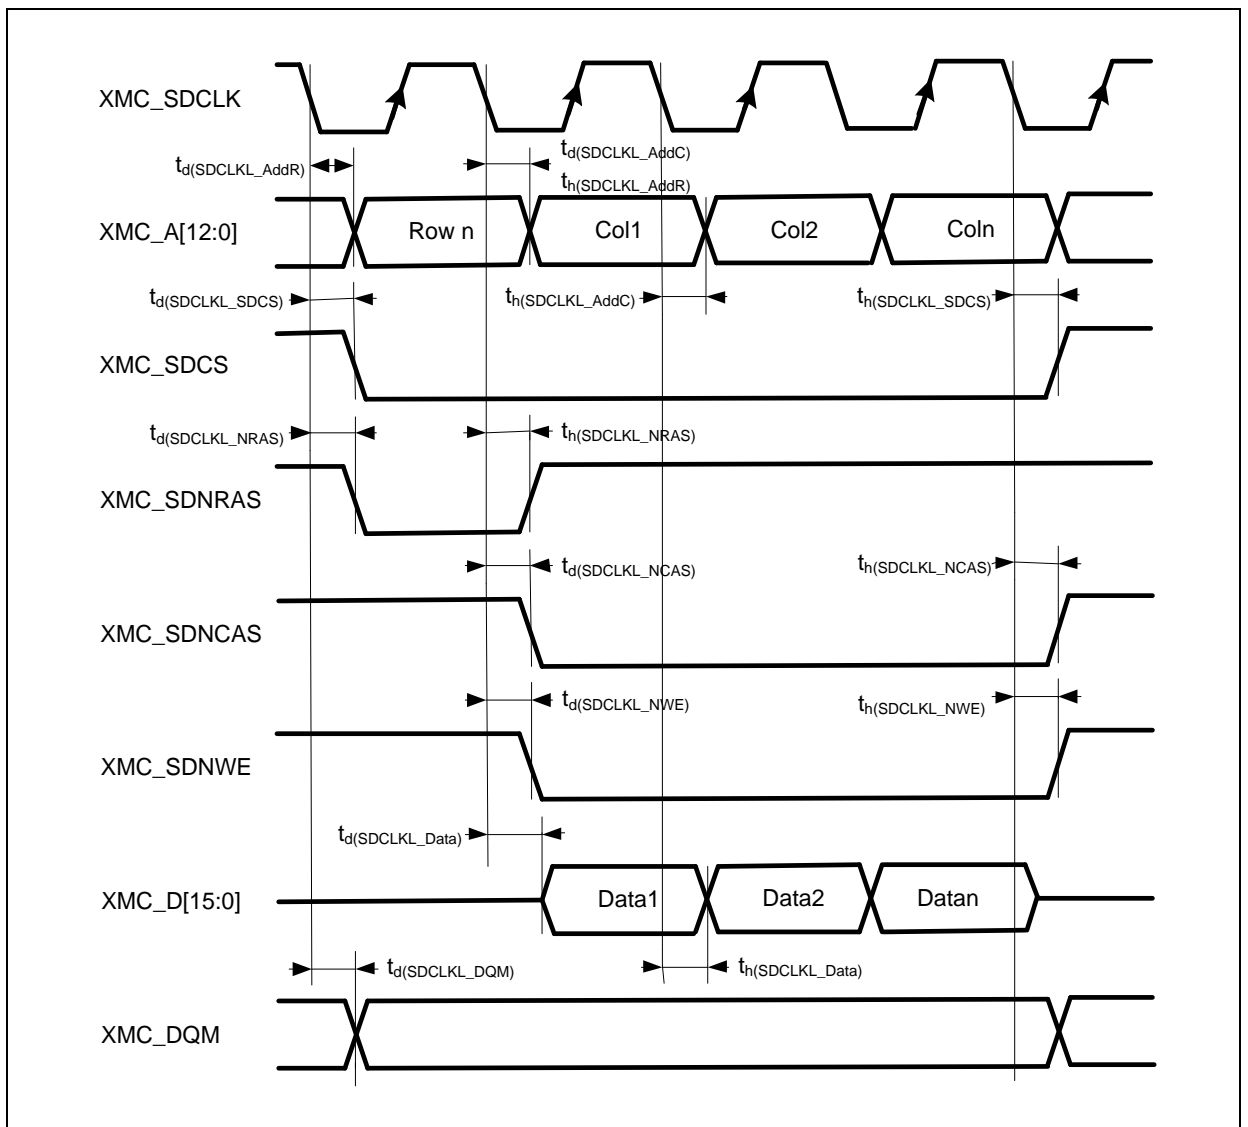 XMC_SDCLK
td(SDCLKL_AddR)
td(SDCLKL_AddC)
th(SDCLKL_AddR)
XMC_A[12:0]
Row n
Col1
Col2
Coln
td(SDCLKL_SDCS)
th(SDCLKL_AddC)
th(SDCLKL_SDCS)
XMC_SDCS
td(SDCLKL_NRAS)
th(SDCLKL_NRAS)
XMC_SDNRAS
td(SDCLKL_NCAS)
th(SDCLKL_NCAS)
XMC_SDNCAS
td(SDCLKL_NWE)
th(SDCLKL_NWE)
XMC_SDNWE
td(SDCLKL_Data)
XMC_D[15:0]
Data1
Data2
Datan
td(SDCLKL_DQM)
th(SDCLKL_Data)
XMC_DQM